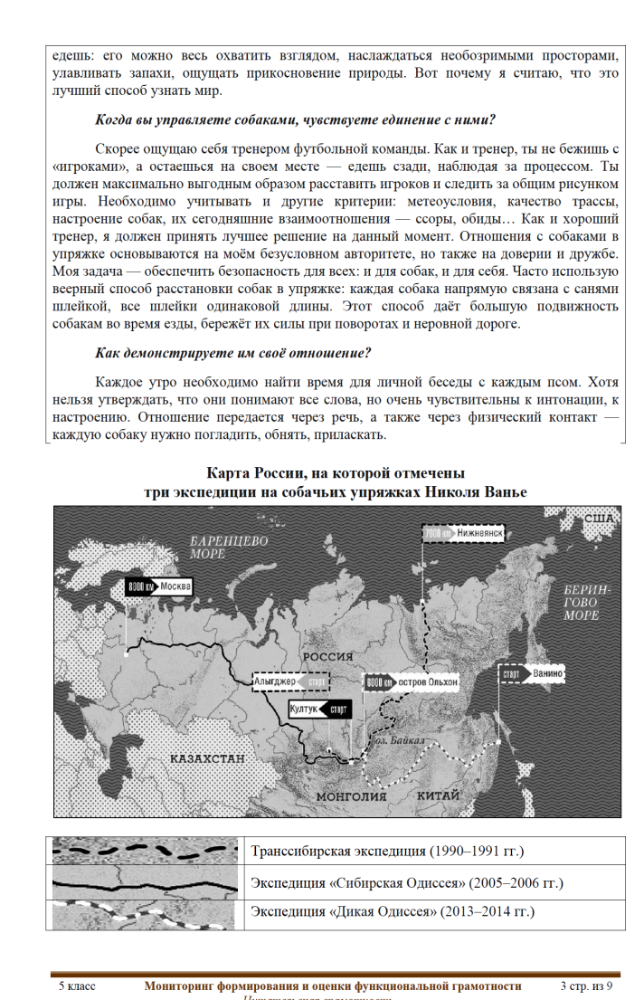 едешь: его можно весь охватить взглядом, наслаждаться необозримыми просторами,
улавливать запахи, ощущать прикосновение природы. Вот почему я считаю, что это
лучший способ узнать мир.
Когда вы управляете собаками, чувствуете единение с ними?
Скорее ощущаю себя тренером футбольной команды. Как и тренер, ты не бежишь с
«игроками», а остаешься на своем месте — едешь сзади, наблюдая за процессом. Ты
должен максимально выгодным образом расставить игроков и следить за общим рисунком
игры. Необходимо учитывать и другие критерии: метеоусловия, качество трассы,
настроение собак, их сегодняшние взаимоотношения — ссоры, обиды… Как и хороший
тренер, я должен принять лучшее решение на данный момент. Отношения с собаками в
упряжке основываются на моём безусловном авторитете, но также на доверии и дружбе.
Моя задача — обеспечить безопасность для всех: и для собак, и для себя. Часто использую
веерный способ расстановки собак в упряжке: каждая собака напрямую связана с санями
шлейкой, все шлейки одинаковой длины. Этот способ даёт большую подвижность
собакам во время езды, бережёт их силы при поворотах и неровной дороге.
Как демонстрируете им своё отношение?
Каждое утро необходимо найти время для личной беседы с каждым псом. Хотя
нельзя утверждать, что они понимают все слова, но очень чувствительны к интонации, к
настроению. Отношение передается через речь, а также через физический контакт —
каждую собаку нужно погладить, обнять, приласкать.
Карта России, на которой отмечены
три экспедиции на собачьих упряжках Николя Ванье
США
7000 км Нижнеянск
БАРЕНЦЕВО
МОРЕ
8000 км Москва
БЕРИН-
ГОВО
МОРЕ
РОССИЯ
Алыгджер старт
6000 км остров Ольхон
старт Ванино
Култук старт
оз. Байкал
КАЗАХСТАН
МОНГОЛИЯ
КИТАЙ
Транссибирская экспедиция (1990–1991 гг.)
Экспедиция «Сибирская Одиссея» (2005–2006 гг.)
Экспедиция «Дикая Одиссея» (2013–2014 гг.)
5 класс Мониторинг формирования и оценки функциональной грамотности 3 стр. из 9
Читательская грамотность